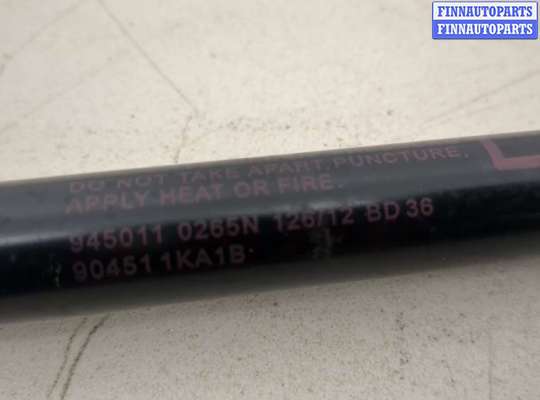 FINNAUTOPARTS
FINNAUTOPARTS
DO NOT TAKE APART, PUNCTURE,
APPLY HEAT OR FIRE.
945011 0265N 126/12 BD 36
90451 1KA1B